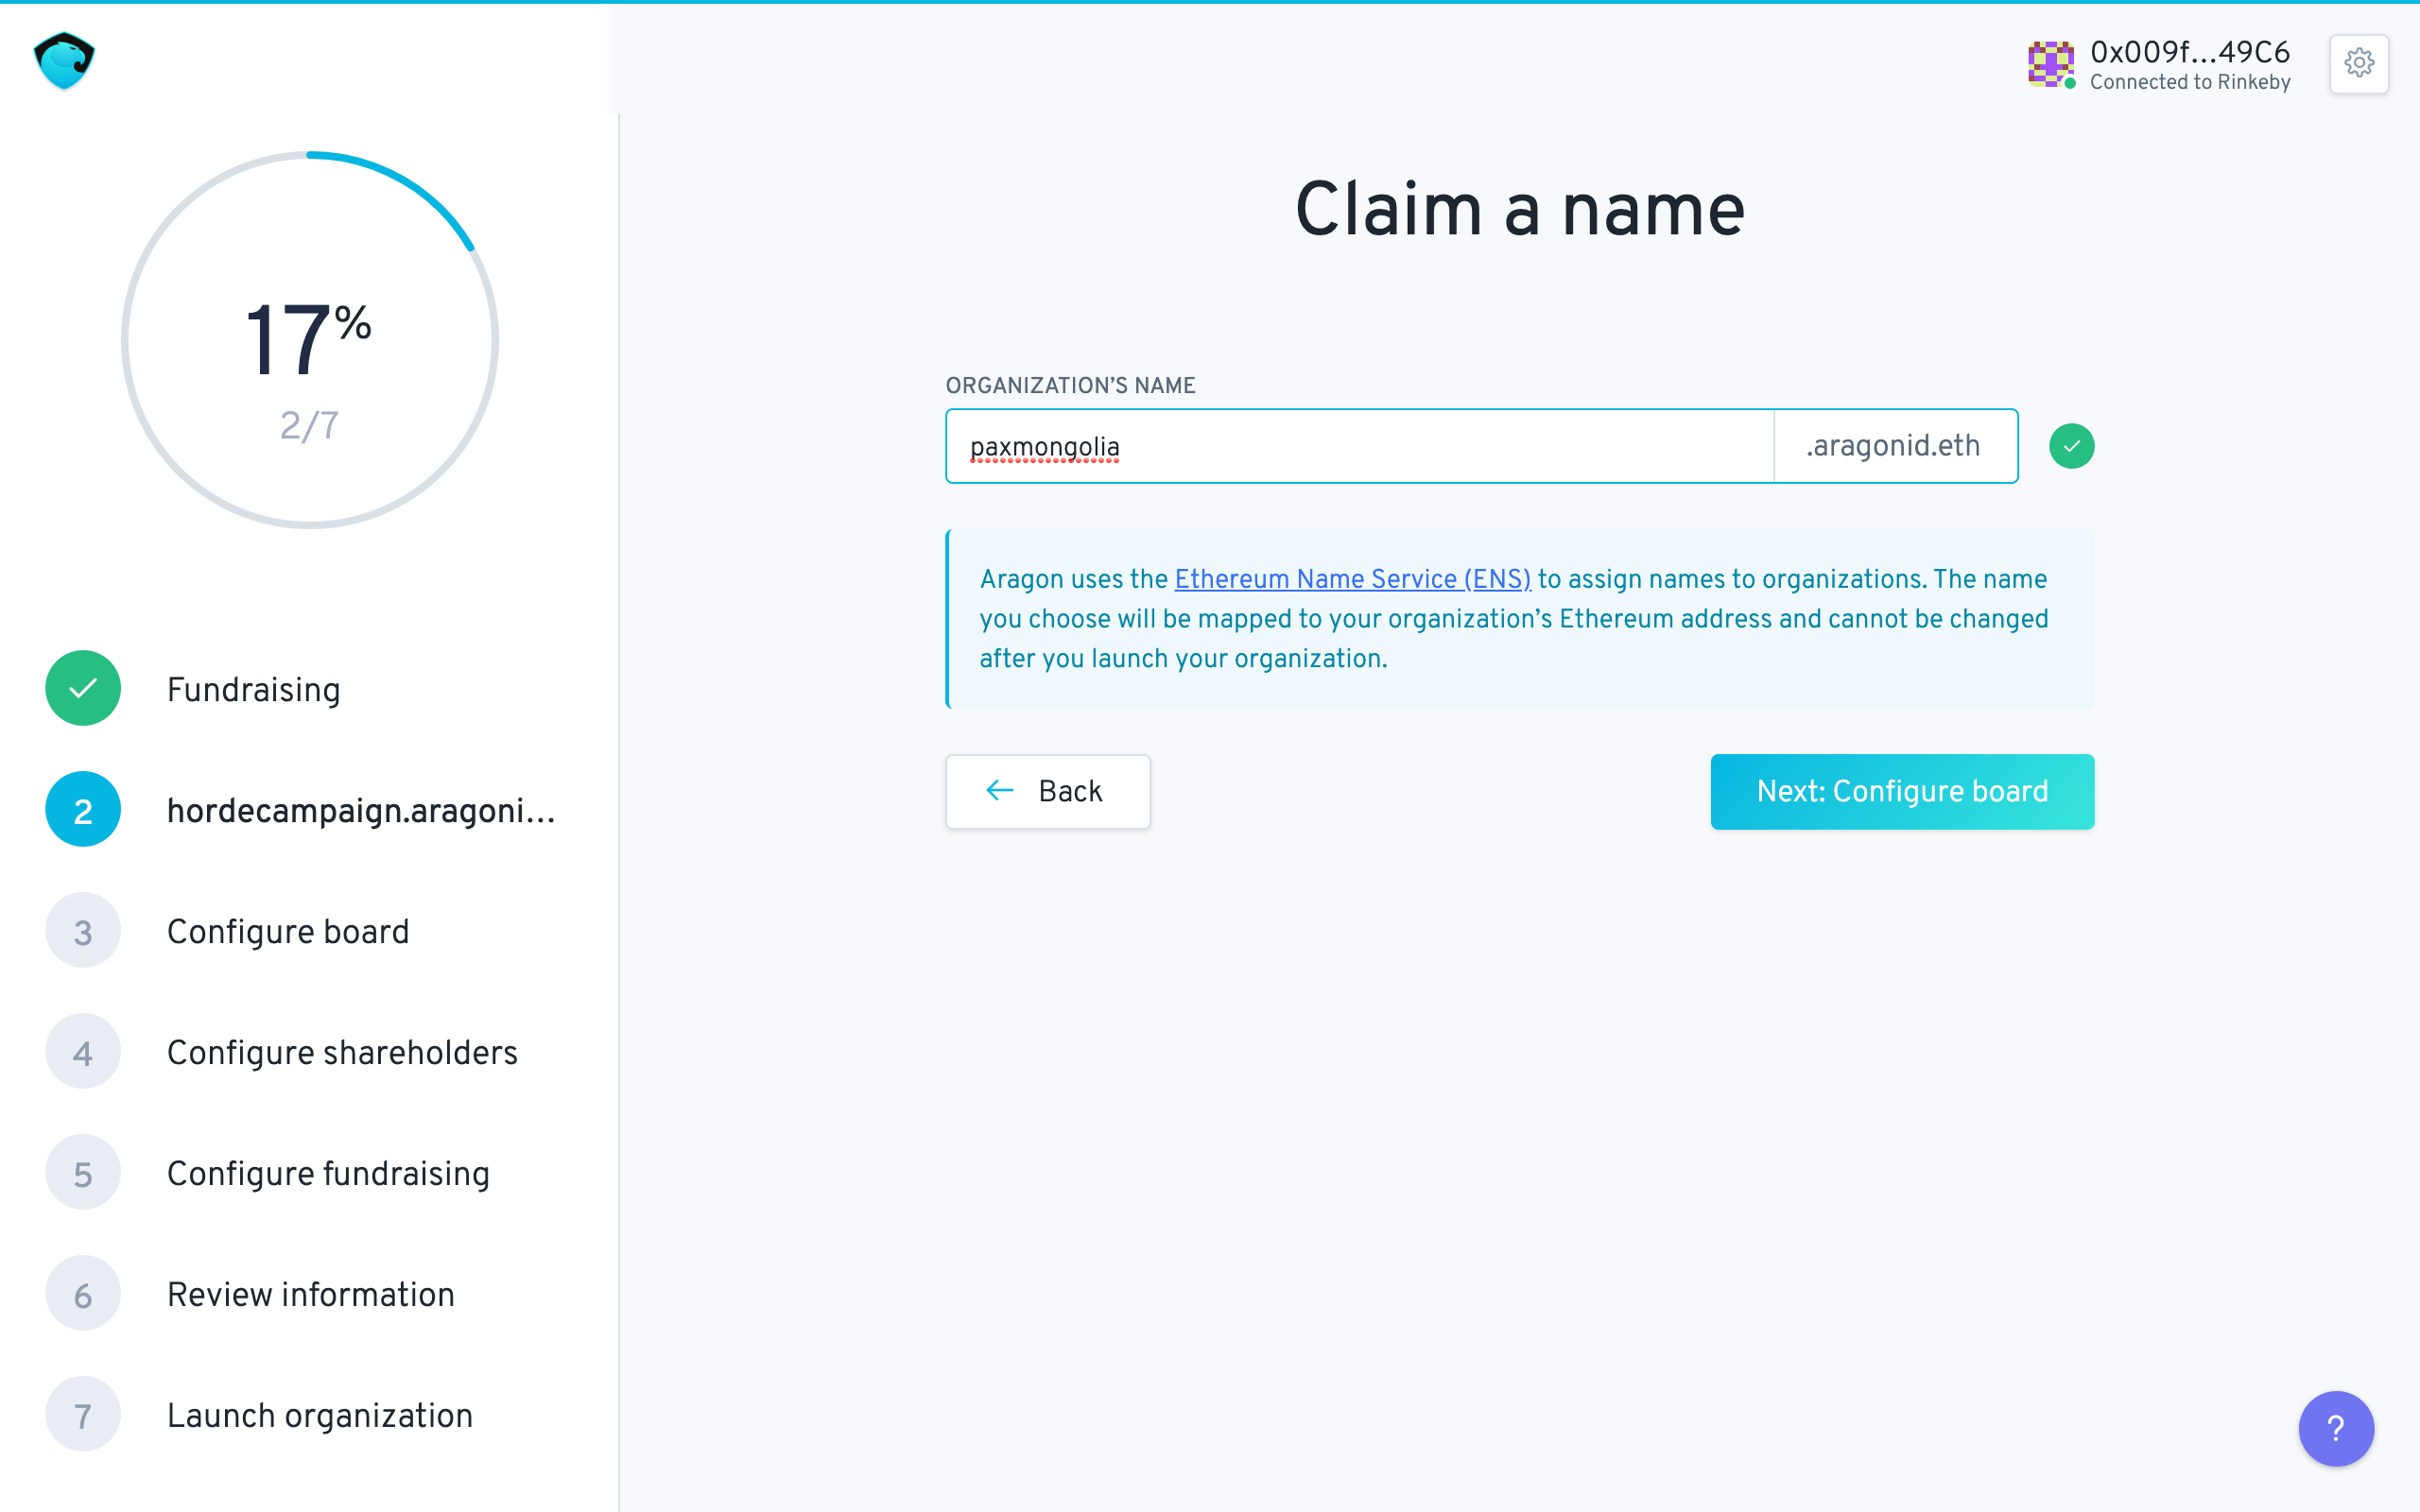 0x009f...49C6
Connected to Rinkeby
17%
2/7
Fundraising
2 hordecampaign.aragoni...
3 Configure board
4 Configure shareholders
5 Configure fundraising
6 Review information
7 Launch organization
Claim a name
ORGANIZATION’S NAME
paxmongolia .aragonid.eth
Aragon uses the Ethereum Name Service (ENS) to assign names to organizations. The name
you choose will be mapped to your organization’s Ethereum address and cannot be changed
after you launch your organization.
Back
Next: Configure board
?